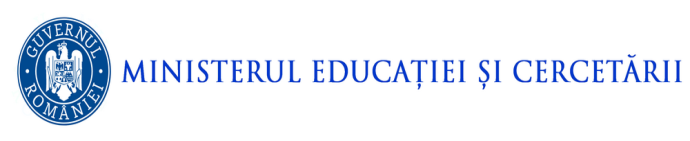 GUVERNUL
ROMÂNIEI
MINISTERUL EDUCAȚIEI ȘI CERCETĂRII